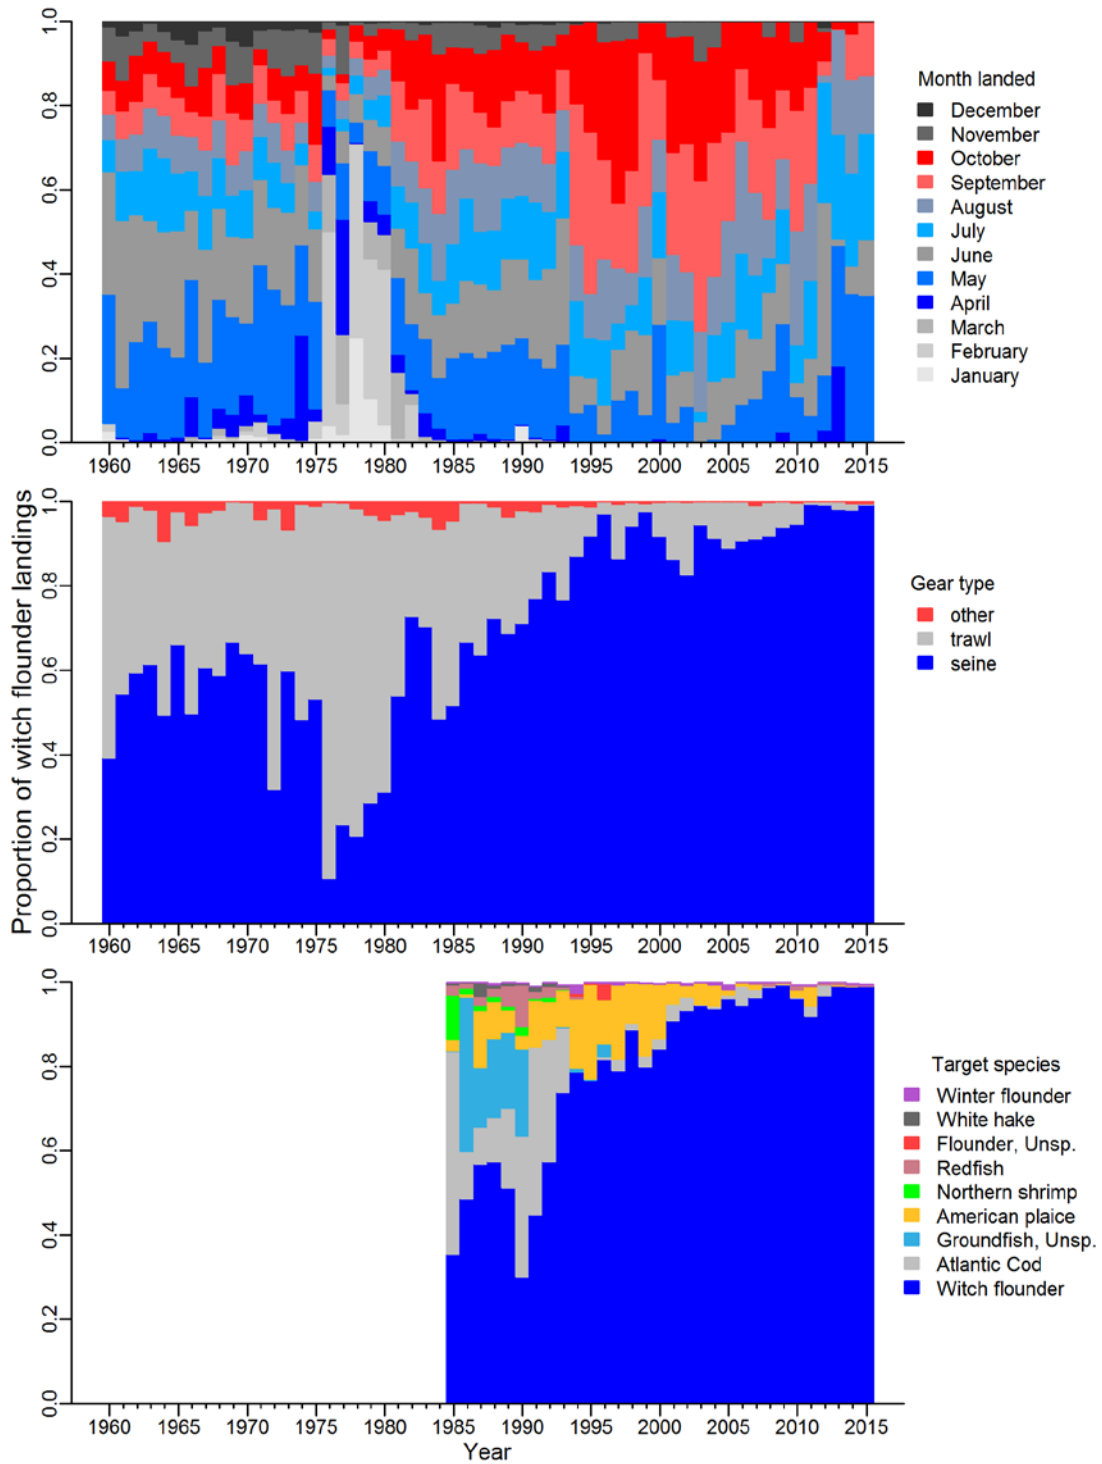 1.0
0.8
0.6
0.4
0.2
0.0
1960 1965 1970 1975 1980 1985 1990 1995 2000 2005 2010 2015
Month landed
December
November
October
September
August
July
June
May
April
March
February
January
Proportion of witch flounder landings
1.0
0.8
0.6
0.4
0.2
0.0
1960 1965 1970 1975 1980 1985 1990 1995 2000 2005 2010 2015
Gear type
other
trawl
seine
1.0
0.8
0.6
0.4
0.2
0.0
1960 1965 1970 1975 1980 1985 1990 1995 2000 2005 2010 2015
Year
Target species
Winter flounder
White hake
Flounder, Unsp.
Redfish
Northern shrimp
American plaice
Groundfish, Unsp.
Atlantic Cod
Witch flounder